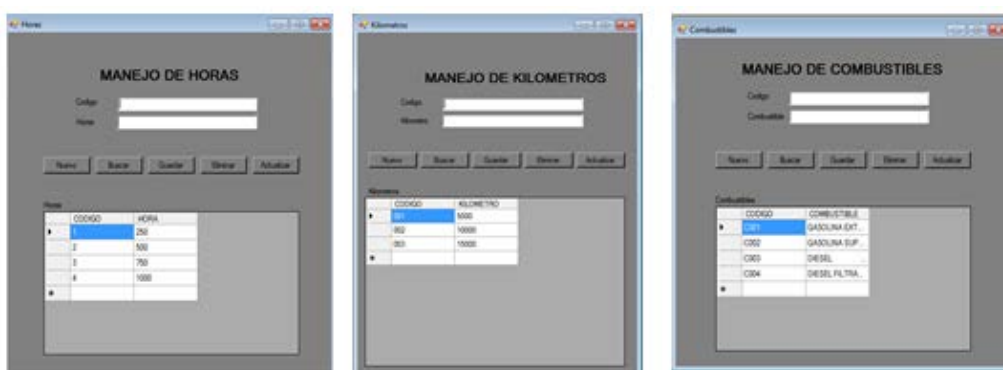 Horas
MANEJO DE HORAS
Codigo
Horas
Nuevo Buscar Guardar Eliminar Actualizar
Horas
CODIGO HORA
1 250
2 500
3 750
4 1000
Kilometros
MANEJO DE KILOMETROS
Codigo
Kilometro
Nuevo Buscar Guardar Eliminar Actualizar
Kilometros
CODIGO KILOMETRO
001 5000
002 10000
003 15000
Combustibles
MANEJO DE COMBUSTIBLES
Codigo
Combustible
Nuevo Buscar Guardar Eliminar Actualizar
Combustibles
CODIGO COMBUSTIBLE
C001 GASOLINA EXT...
C002 GASOLINA SUP...
C003 DIESEL ...
C004 DIESEL FILTRA...